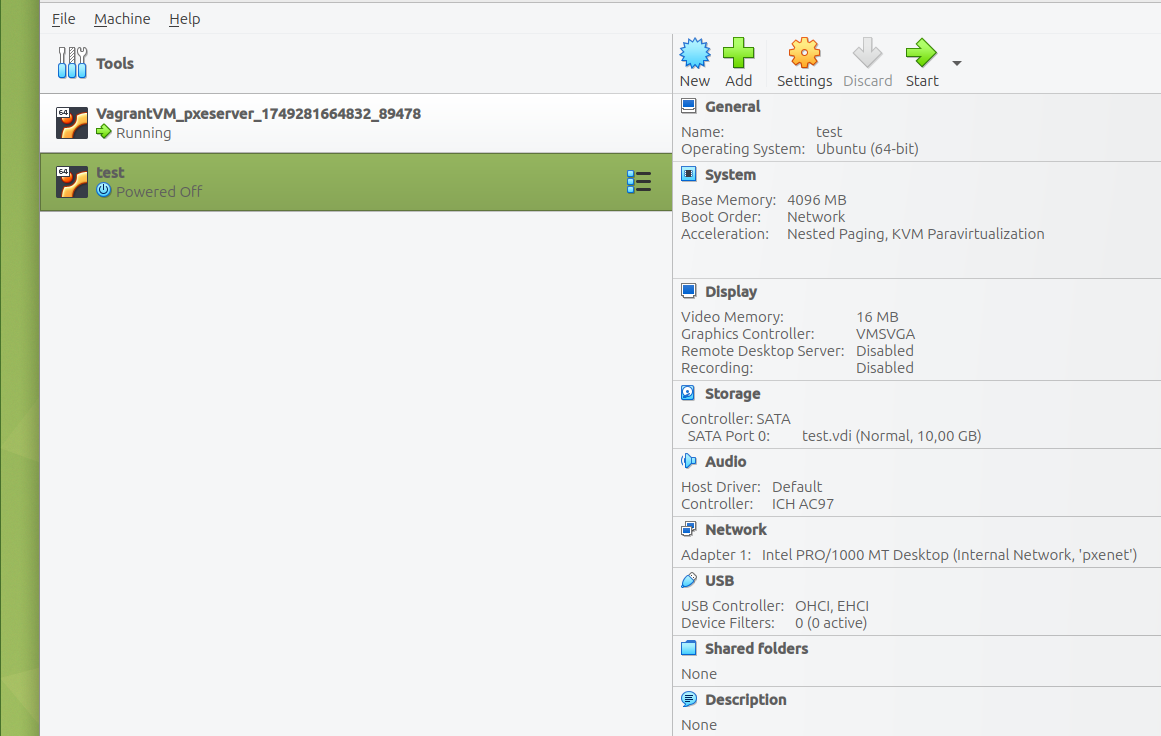 File Machine Help
Tools
New Add Settings Discard Start
64 VagrantVM_pxeserver_1749281664832_89478
Running
64 test
Powered Off
General
Name: test
Operating System: Ubuntu (64-bit)
System
Base Memory: 4096 MB
Boot Order: Network
Acceleration: Nested Paging, KVM Paravirtualization
Display
Video Memory: 16 MB
Graphics Controller: VMSVGA
Remote Desktop Server: Disabled
Recording: Disabled
Storage
Controller: SATA
SATA Port 0: test.vdi (Normal, 10,00 GB)
Audio
Host Driver: Default
Controller: ICH AC97
Network
Adapter 1: Intel PRO/1000 MT Desktop (Internal Network, 'pxenet')
USB
USB Controller: OHCI, EHCI
Device Filters: 0 (0 active)
Shared folders
None
Description
None